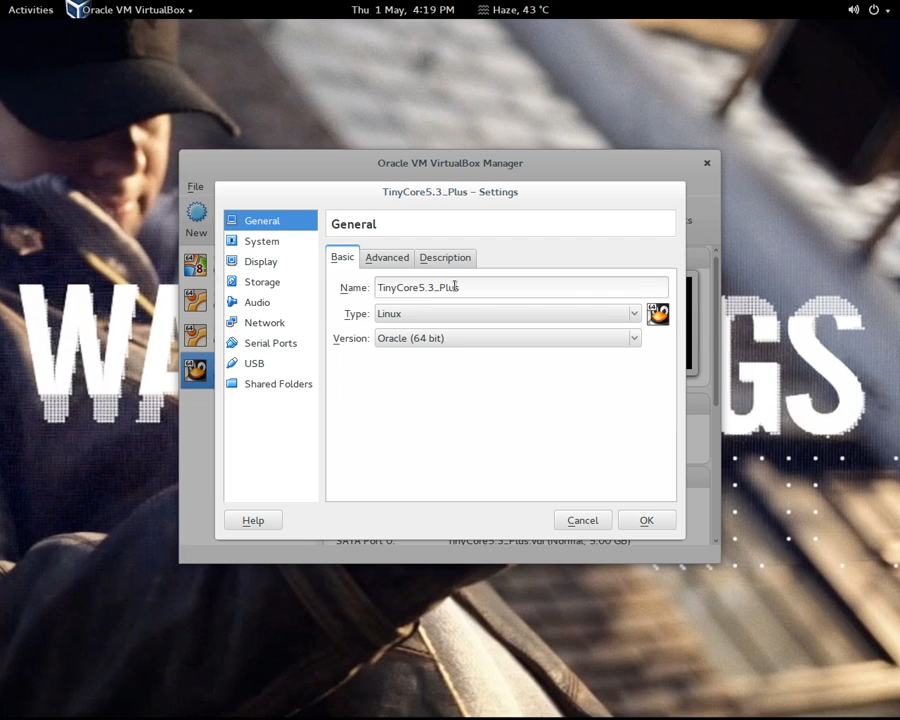 Activities
Oracle VM VirtualBox
Thu 1 May, 4:19 PM
Haze, 43 °C
Oracle VM VirtualBox Manager
File
New
TinyCore5.3_Plus – Settings
General
System
Display
Storage
Audio
Network
Serial Ports
USB
Shared Folders
General
Basic
Advanced
Description
Name:
TinyCore5.3_Plus
Type:
Linux
Version:
Oracle (64 bit)
Help
Cancel
OK
SATA Port 0:
TinyCore5.3_Plus.vdi (Normal, 5.00 GB)
WA
GS